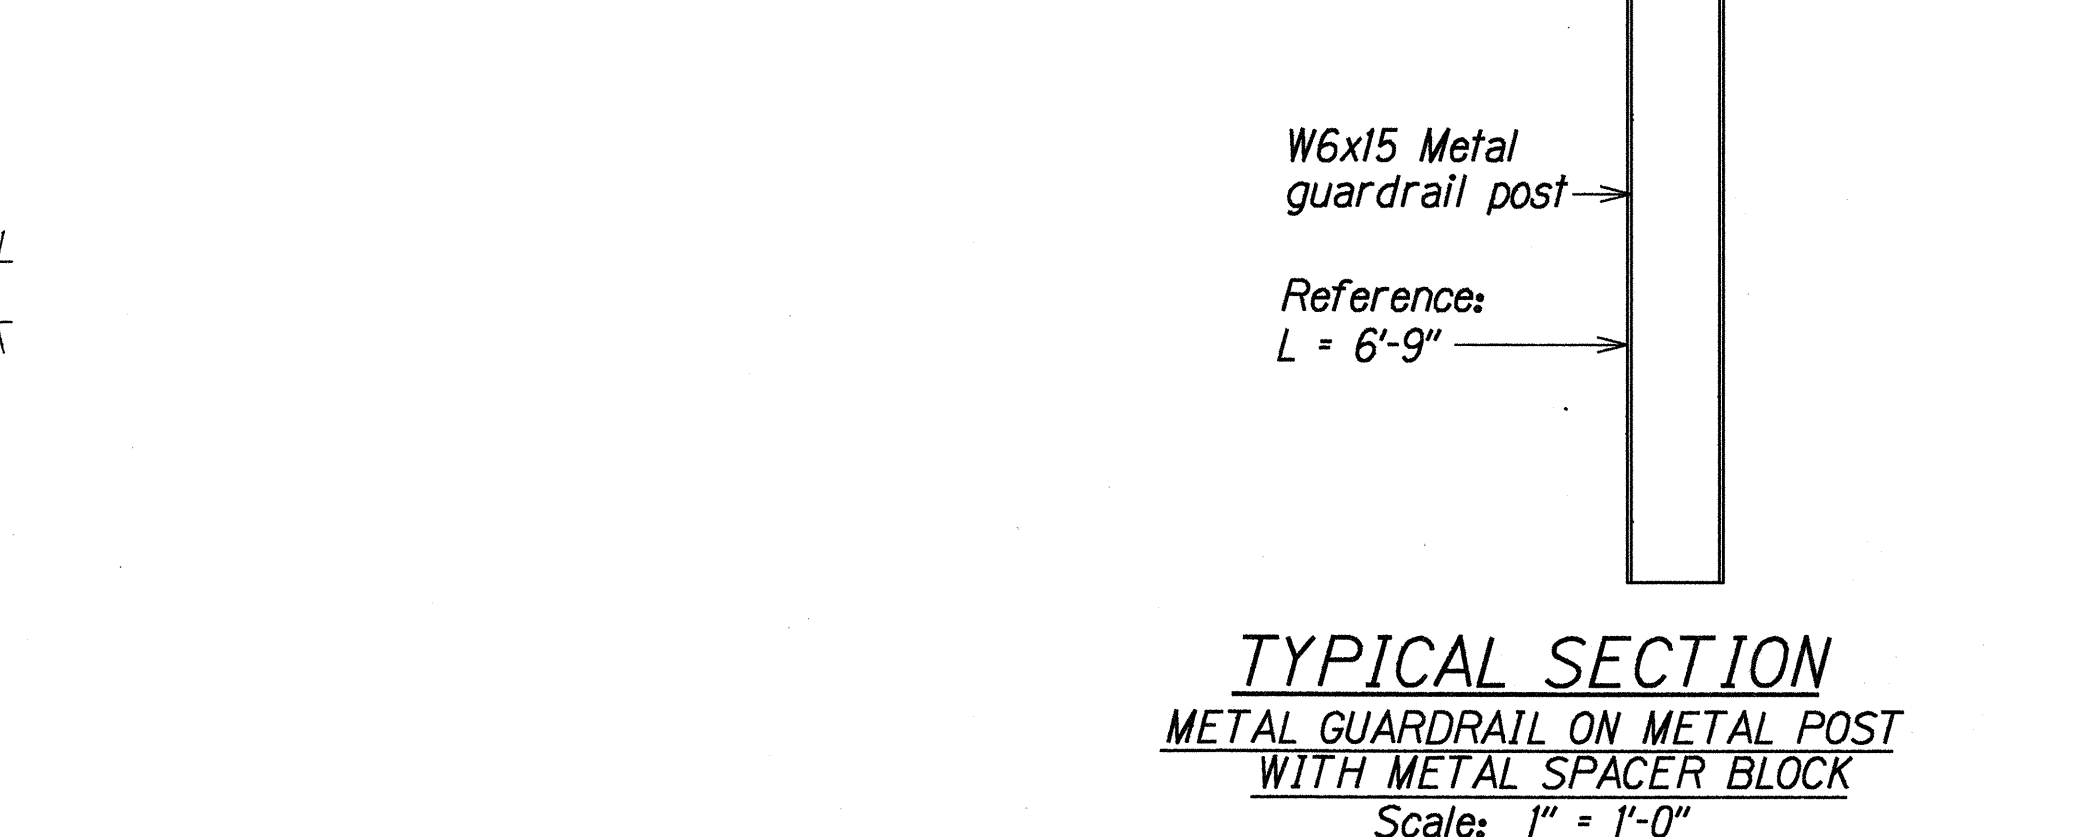 W6x15 Metal
guardrail post
Reference:
L = 6'-9"
TYPICAL SECTION
METAL GUARDRAIL ON METAL POST
WITH METAL SPACER BLOCK
Scale: 1" = 1'-0"